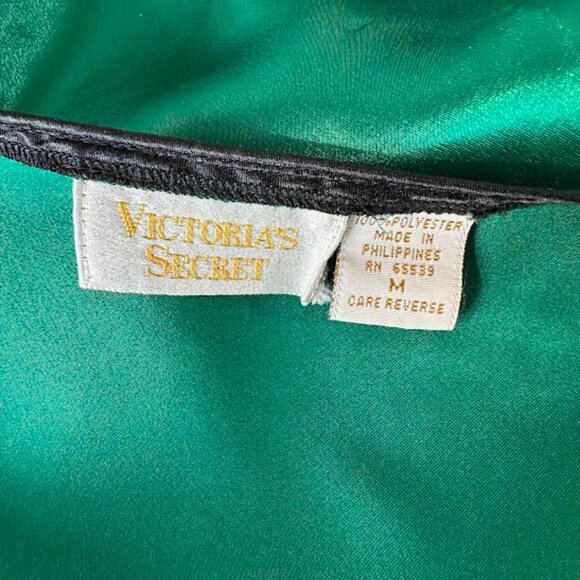 VICTORIA'S
SECRET
100% POLYESTER
MADE IN
PHILIPPINES
RN 65539
M
CARE REVERSE